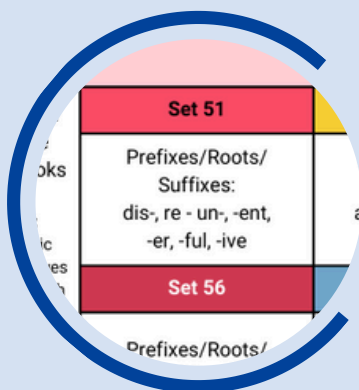 Set 51
Prefixes/Roots/
Suffixes:
dis-, re - un-, -ent,
-er, -ful, -ive
Set 56
Prefixes/Roots/